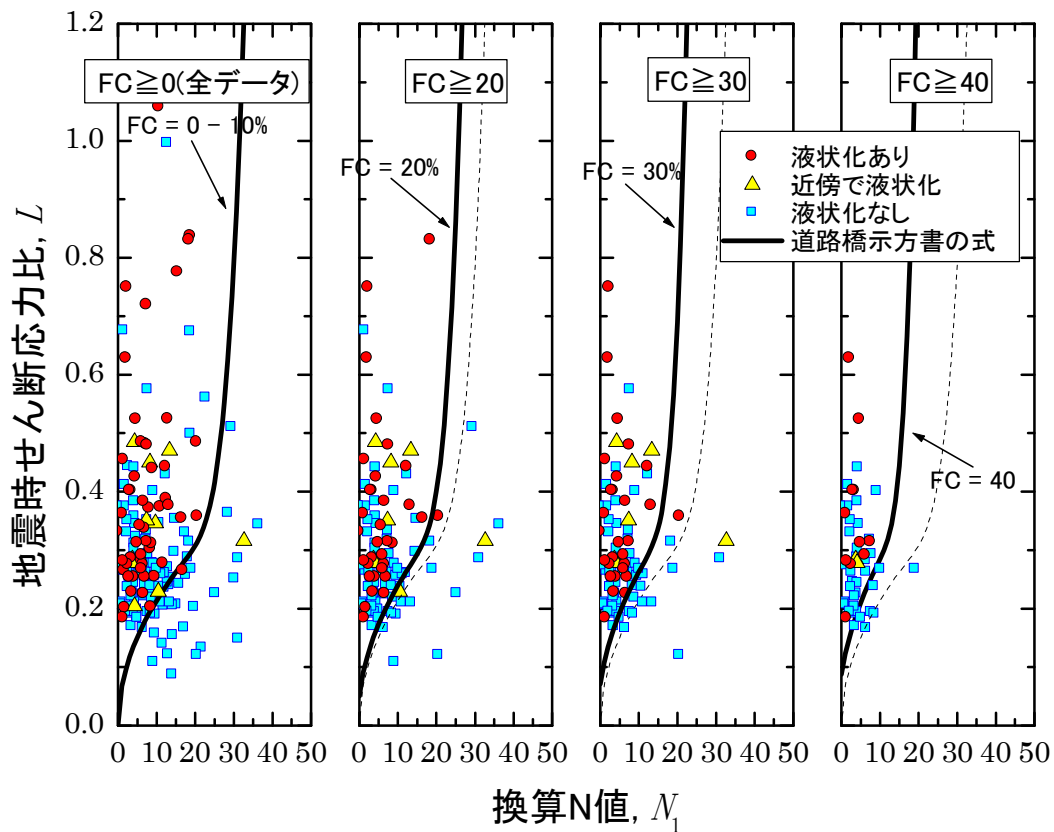 地震時せん断応力比, L
1.2
1.0
0.8
0.6
0.4
0.2
0.0
FC≧0(全データ)
FC = 0 − 10%
0 10 20 30 40 50
FC≧20
FC = 20%
0 10 20 30 40 50
FC≧30
FC = 30%
0 10 20 30 40 50
FC≧40
FC = 40
0 10 20 30 40 50
液状化あり
近傍で液状化
液状化なし
道路橋示方書の式
換算N値, N1